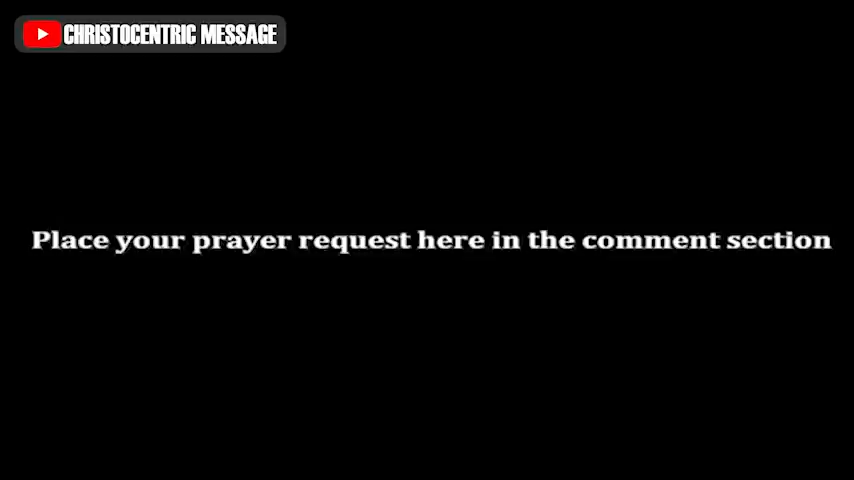 CHRISTOCENTRIC MESSAGE
Place your prayer request here in the comment section